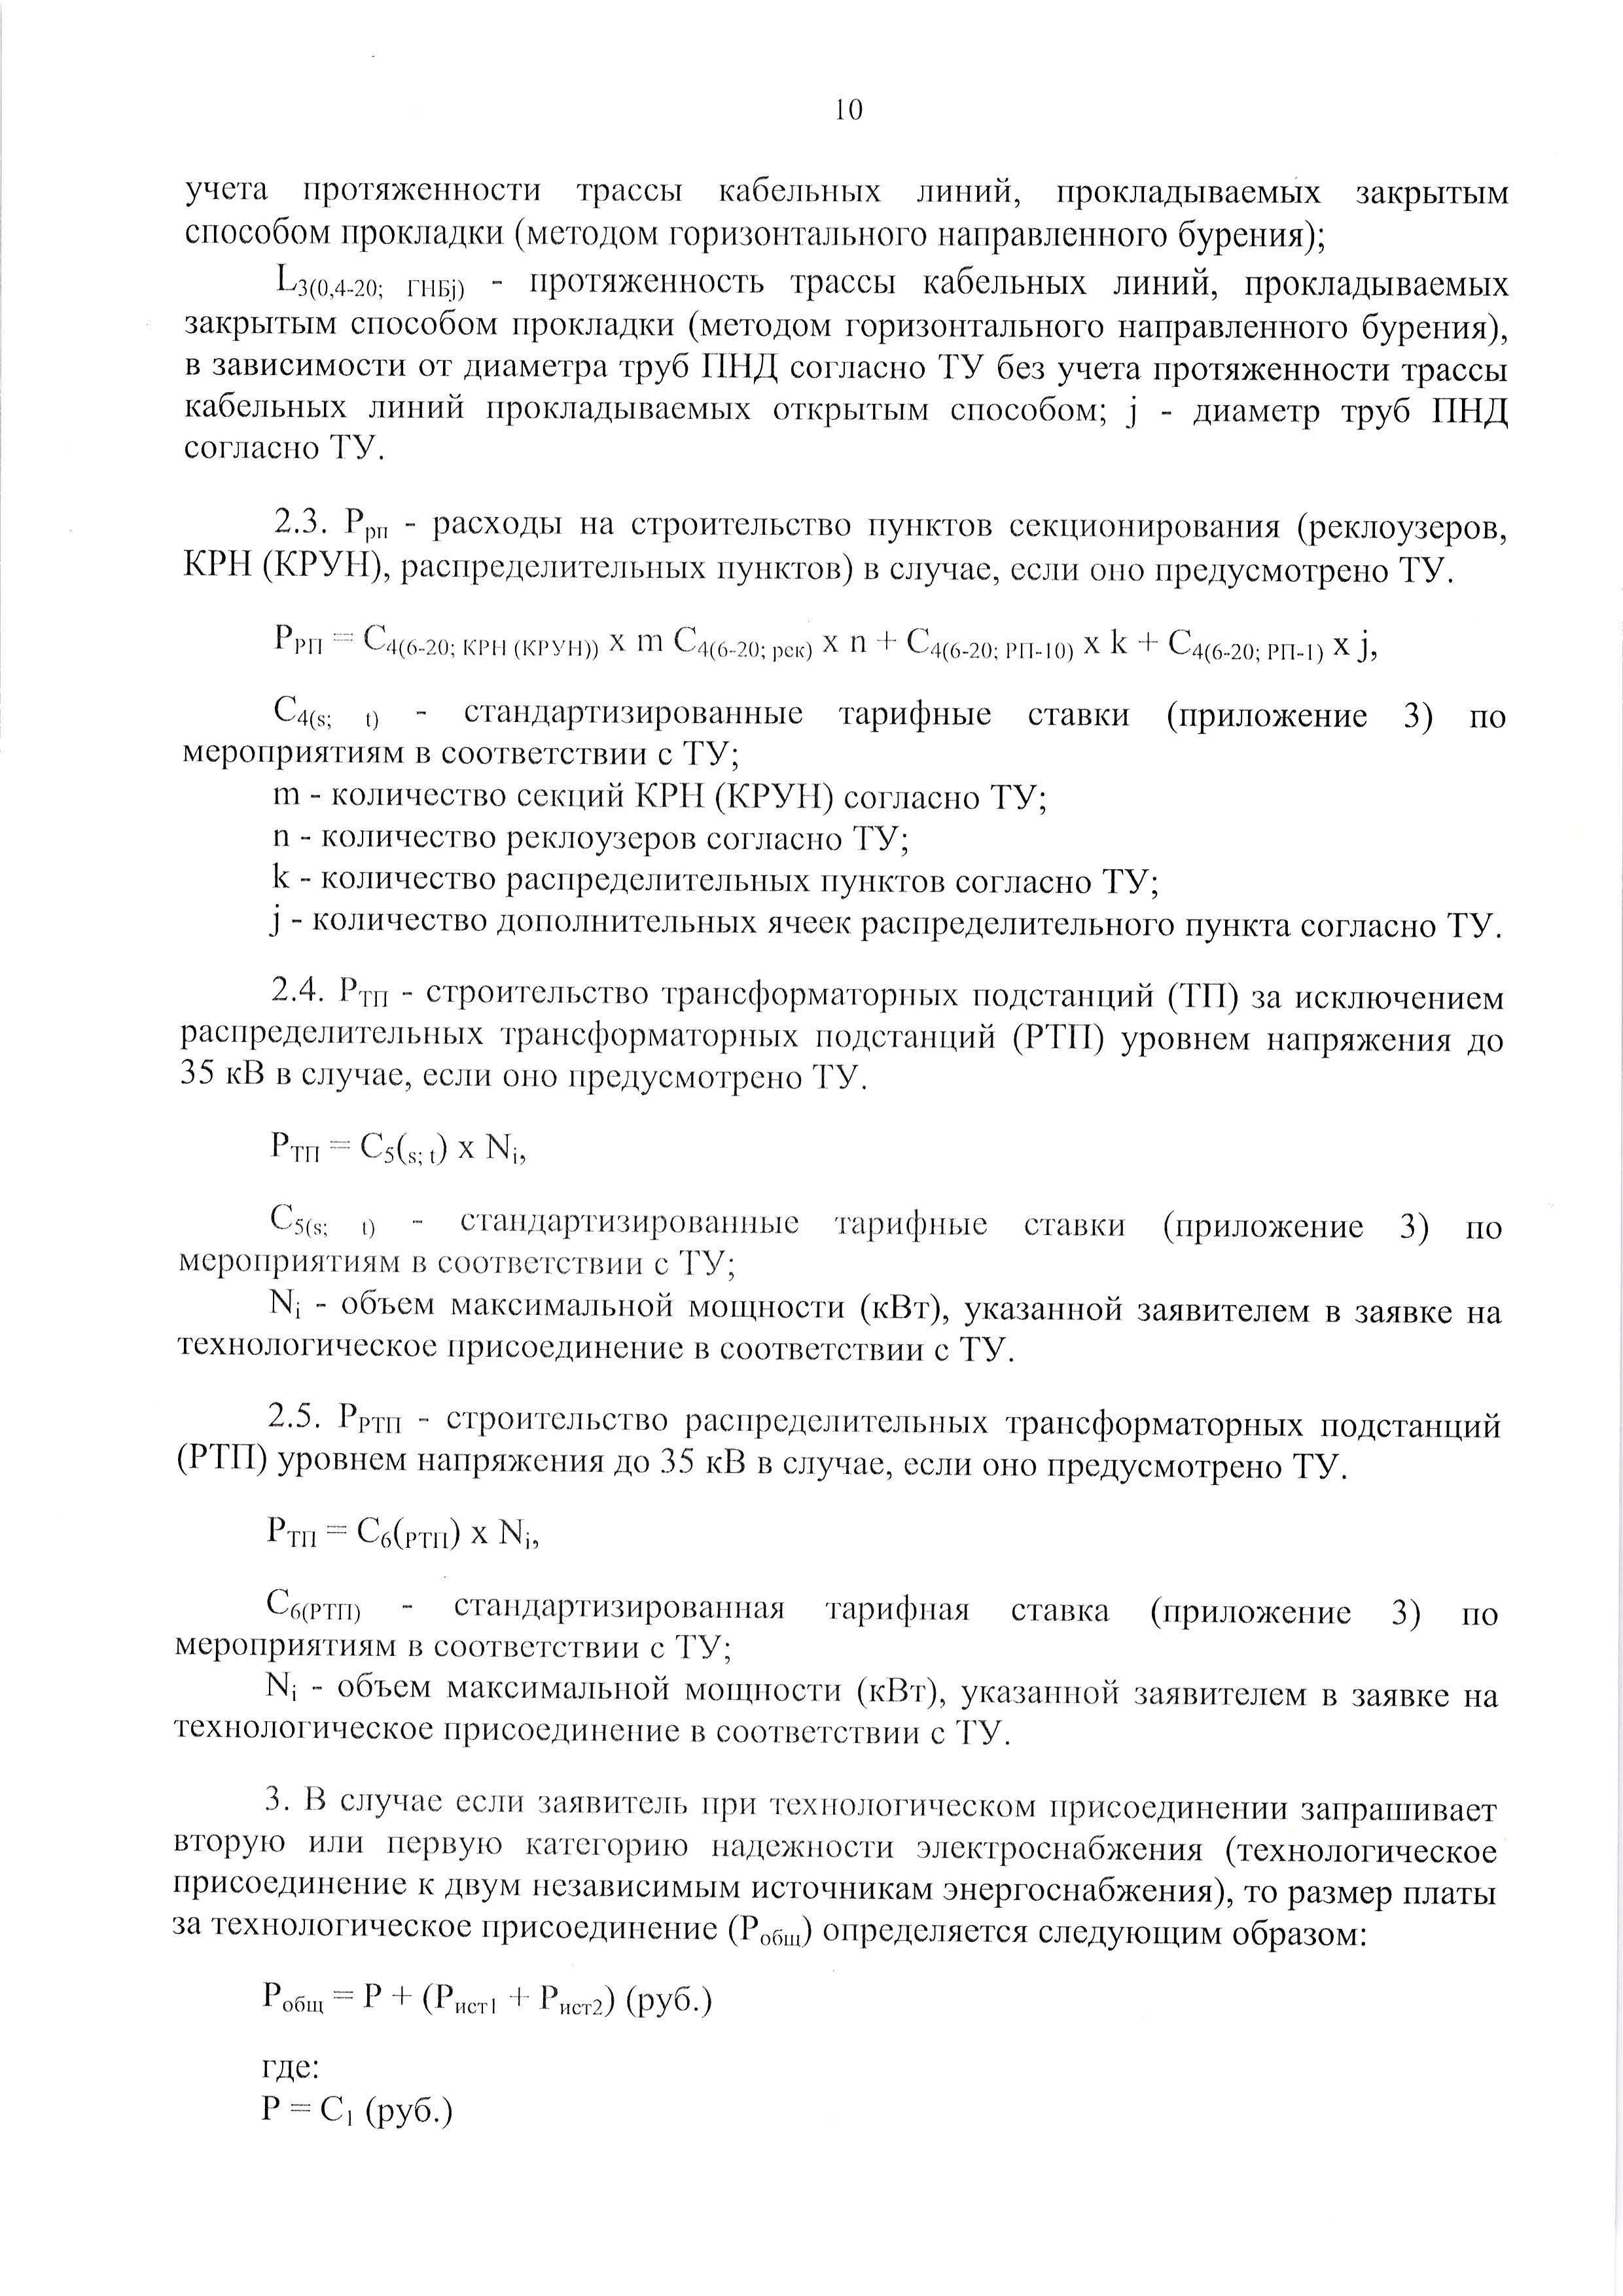 10
учета протяженности трассы кабельных линий, прокладываемых закрытым
способом прокладки (методом горизонтального направленного бурения);
L3(0,4-20; ГНБj) - протяженность трассы кабельных линий, прокладываемых
закрытым способом прокладки (методом горизонтального направленного бурения),
в зависимости от диаметра труб ПНД согласно ТУ без учета протяженности трассы
кабельных линий прокладываемых открытым способом; j - диаметр труб ПНД
согласно ТУ.
2.3. Pрп - расходы на строительство пунктов секционирования (реклоузеров,
КРН (КРУН), распределительных пунктов) в случае, если оно предусмотрено ТУ.
PРП = C4(6-20; КРН (КРУН)) x m C4(6-20; рек) x n + C4(6-20; РП-10) x k + C4(6-20; РП-1) x j,
C4(s; t) - стандартизированные тарифные ставки (приложение 3) по
мероприятиям в соответствии с ТУ;
m - количество секций КРН (КРУН) согласно ТУ;
n - количество реклоузеров согласно ТУ;
k - количество распределительных пунктов согласно ТУ;
j - количество дополнительных ячеек распределительного пункта согласно ТУ.
2.4. PТП - строительство трансформаторных подстанций (ТП) за исключением
распределительных трансформаторных подстанций (РТП) уровнем напряжения до
35 кВ в случае, если оно предусмотрено ТУ.
PТП = C5(s; t) x Ni,
C5(s; t) - стандартизированные тарифные ставки (приложение 3) по
мероприятиям в соответствии с ТУ;
Ni - объем максимальной мощности (кВт), указанной заявителем в заявке на
технологическое присоединение в соответствии с ТУ.
2.5. PРТП - строительство распределительных трансформаторных подстанций
(РТП) уровнем напряжения до 35 кВ в случае, если оно предусмотрено ТУ.
PТП = C6(РТП) x Ni,
C6(РТП) - стандартизированная тарифная ставка (приложение 3) по
мероприятиям в соответствии с ТУ;
Ni - объем максимальной мощности (кВт), указанной заявителем в заявке на
технологическое присоединение в соответствии с ТУ.
3. В случае если заявитель при технологическом присоединении запрашивает
вторую или первую категорию надежности электроснабжения (технологическое
присоединение к двум независимым источникам энергоснабжения), то размер платы
за технологическое присоединение (Pобщ) определяется следующим образом:
Pобщ = P + (Pист1 + Pист2) (руб.)
где:
P = C1 (руб.)